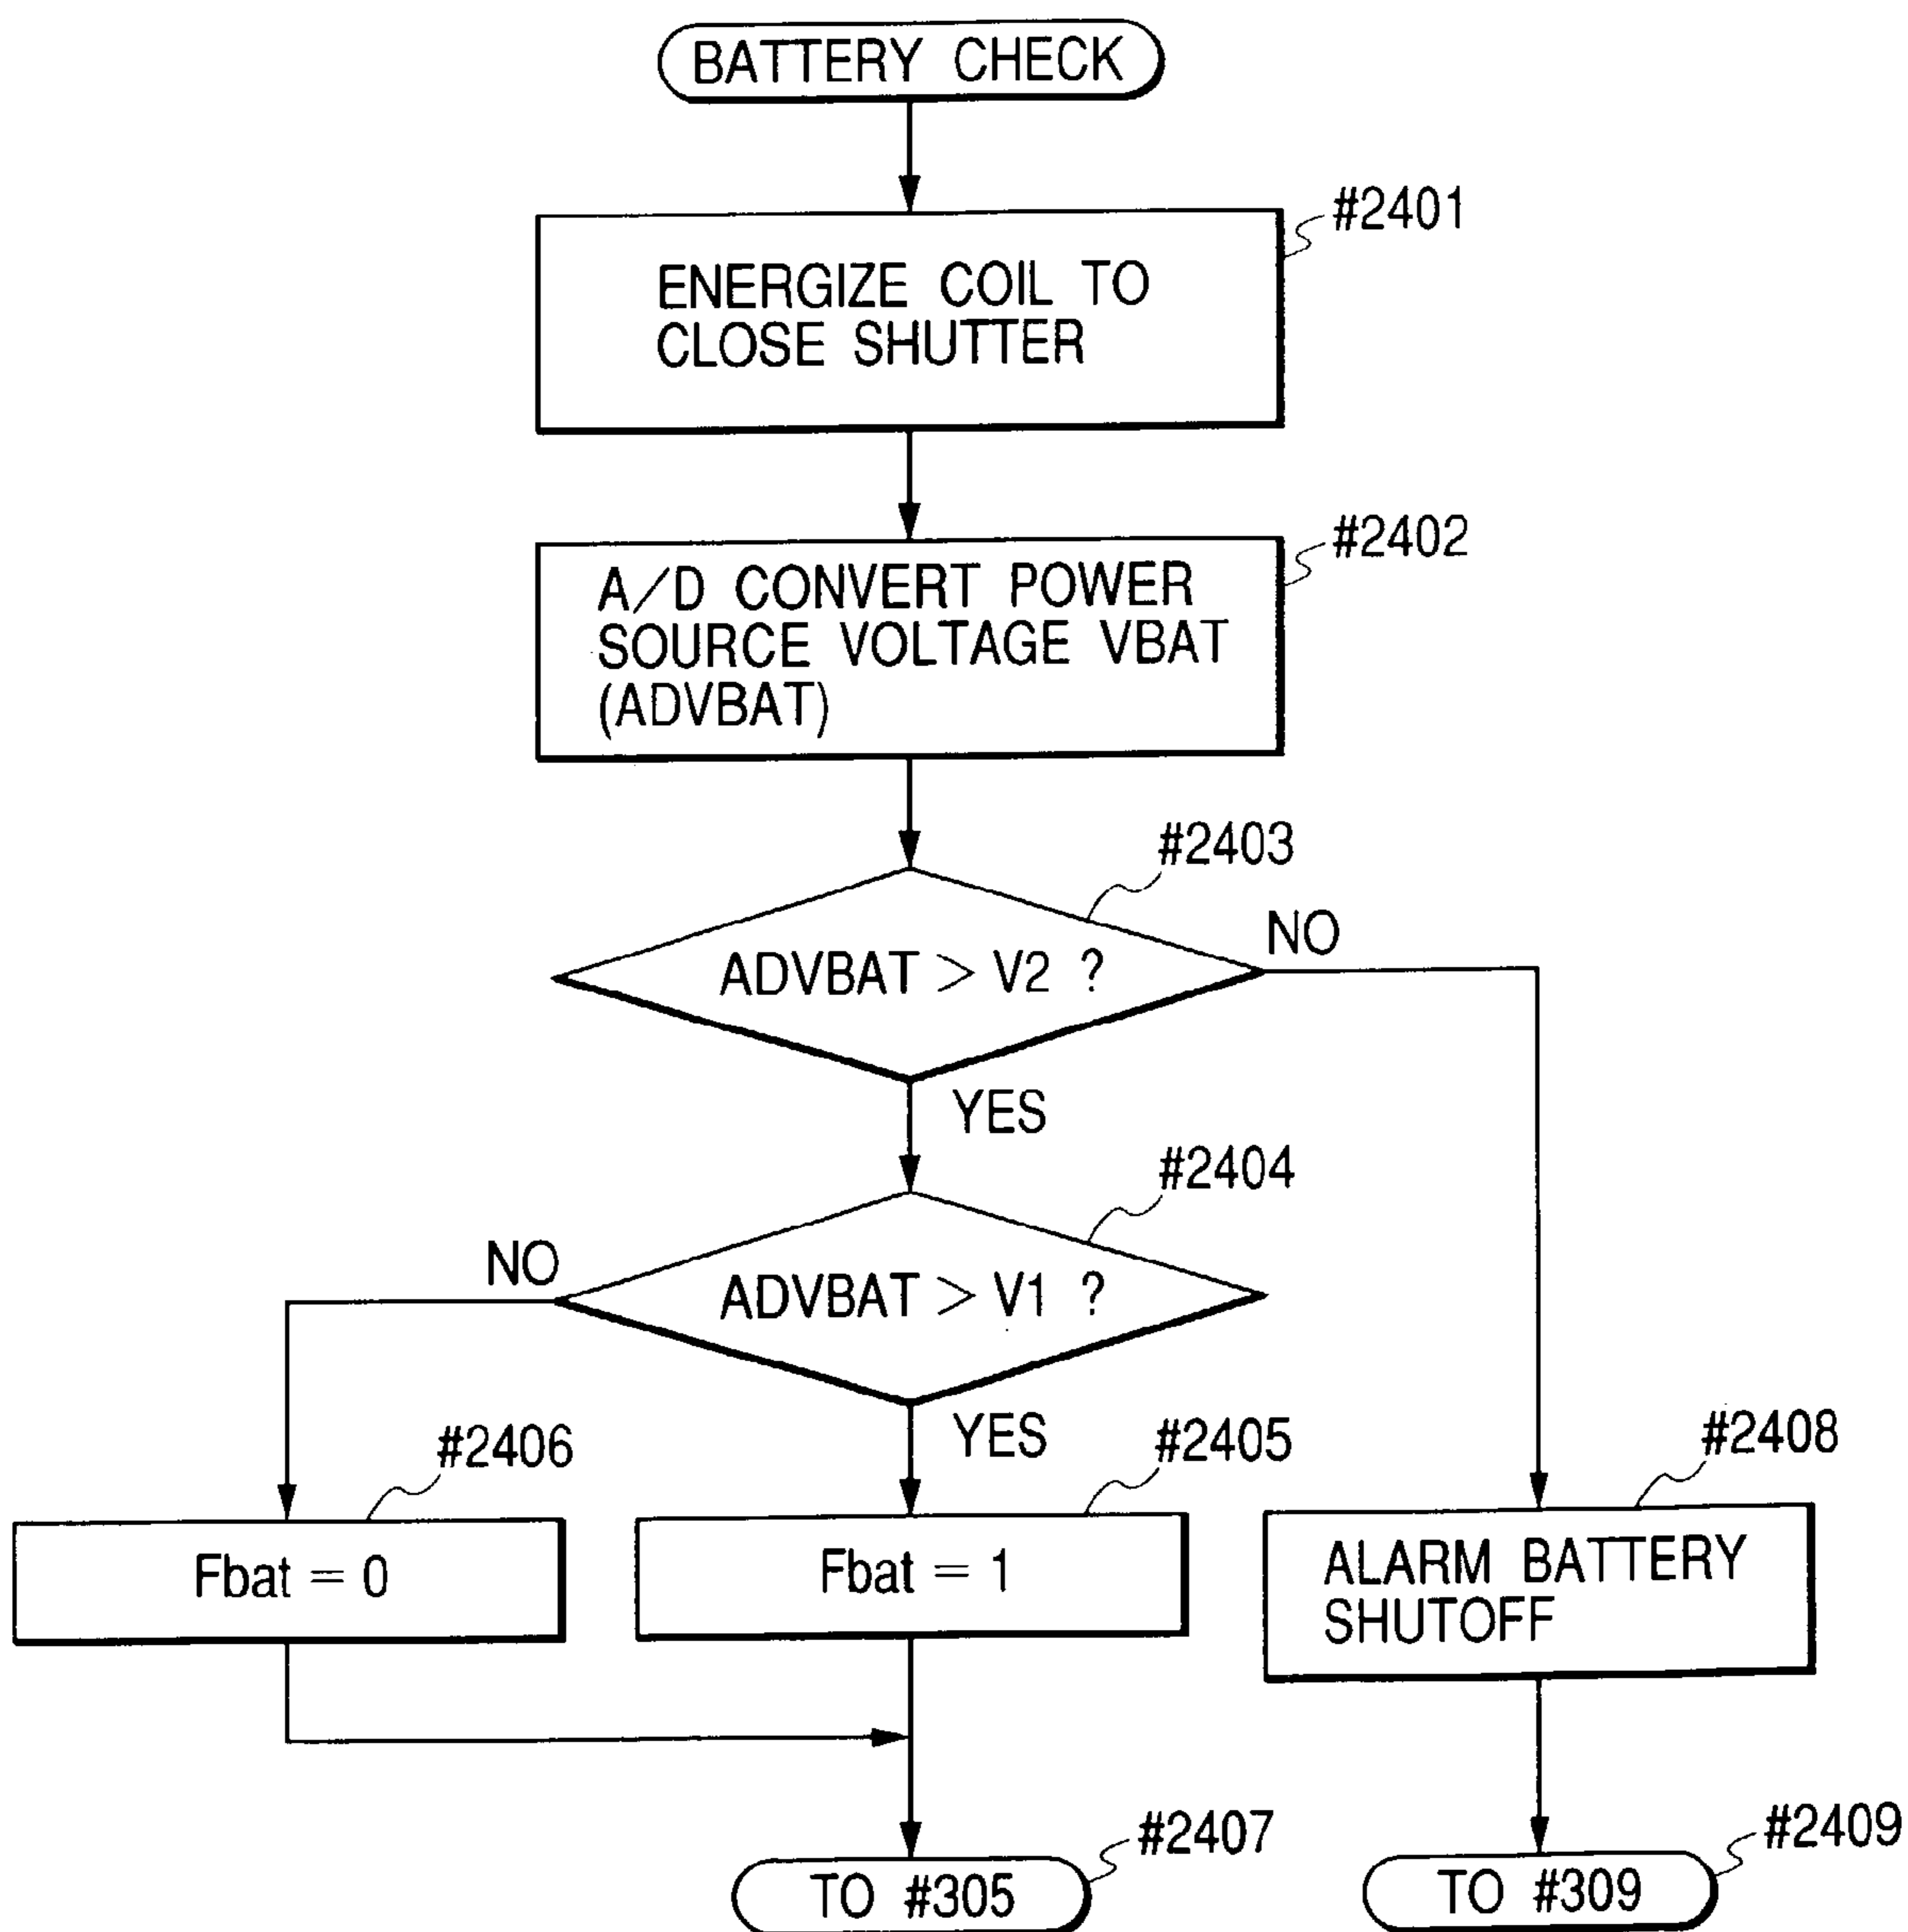 BATTERY CHECK
#2401
ENERGIZE COIL TO
CLOSE SHUTTER
#2402
A/D CONVERT POWER
SOURCE VOLTAGE VBAT
(ADVBAT)
#2403
ADVBAT > V2 ?
NO
YES
#2404
NO
ADVBAT > V1 ?
YES
#2406
#2405
#2408
Fbat = 0
Fbat = 1
ALARM BATTERY
SHUTOFF
#2407
#2409
TO #305
TO #309